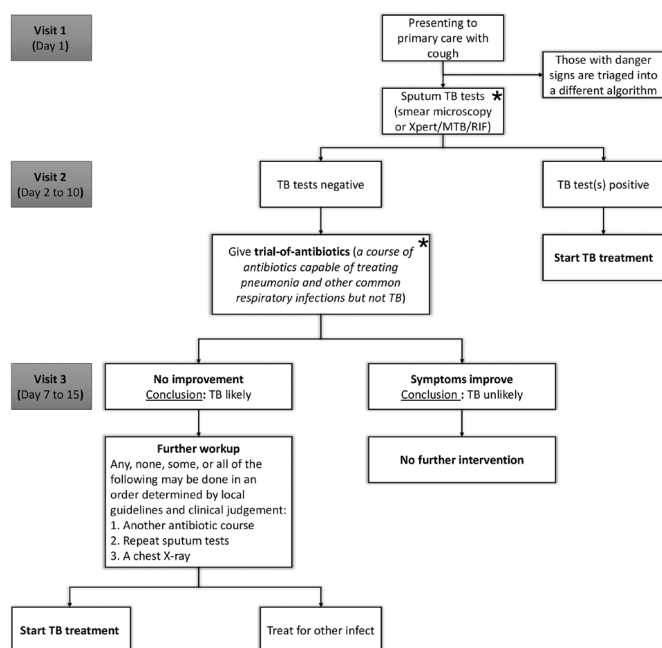 Visit 1
(Day 1)
Presenting to
primary care with
cough
Those with danger
signs are triaged into
a different algorithm
Sputum TB tests *
(smear microscopy
or Xpert/MTB/RIF)
Visit 2
(Day 2 to 10)
TB tests negative
TB test(s) positive
Give trial-of-antibiotics (a course of *
antibiotics capable of treating
pneumonia and other common
respiratory infections but not TB)
Start TB treatment
Visit 3
(Day 7 to 15)
No improvement
Conclusion: TB likely
Symptoms improve
Conclusion : TB unlikely
Further workup
Any, none, some, or all of the
following may be done in an
order determined by local
guidelines and clinical judgement:
1. Another antibiotic course
2. Repeat sputum tests
3. A chest X-ray
No further intervention
Start TB treatment
Treat for other infect